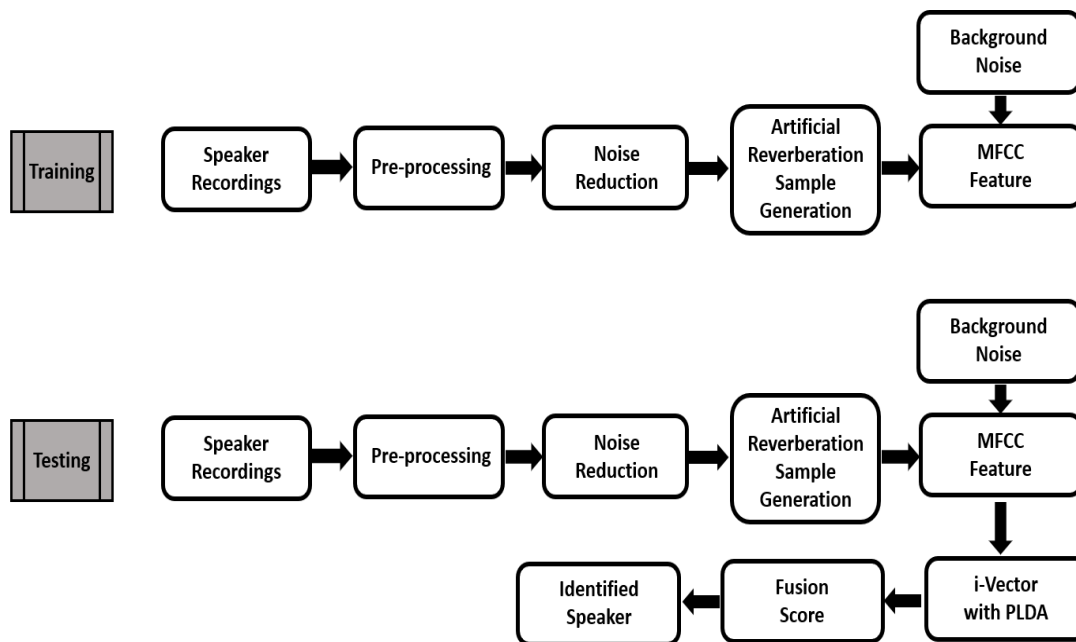 Background
Noise
Training
Speaker
Recordings
Pre-processing
Noise
Reduction
Artificial
Reverberation
Sample
Generation
MFCC
Feature
Background
Noise
Testing
Speaker
Recordings
Pre-processing
Noise
Reduction
Artificial
Reverberation
Sample
Generation
MFCC
Feature
Identified
Speaker
Fusion
Score
i-Vector
with PLDA